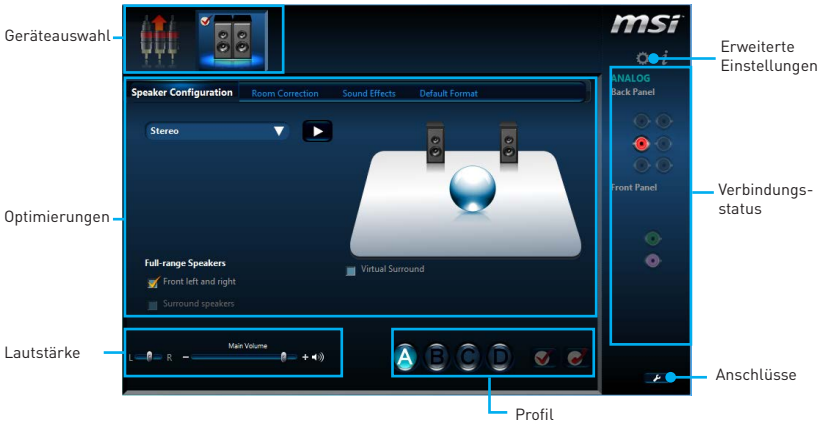 Geräteauswahl
msi
Erweiterte
Einstellungen
i
ANALOG
Back Panel
Speaker Configuration
Room Correction
Sound Effects
Default Format
Stereo
Front Panel
Verbindungs-
status
Optimierungen
Full-range Speakers
Front left and right
Surround speakers
Virtual Surround
Lautstärke
Main Volume
L
R
A
B
C
D
Anschlüsse
Profil